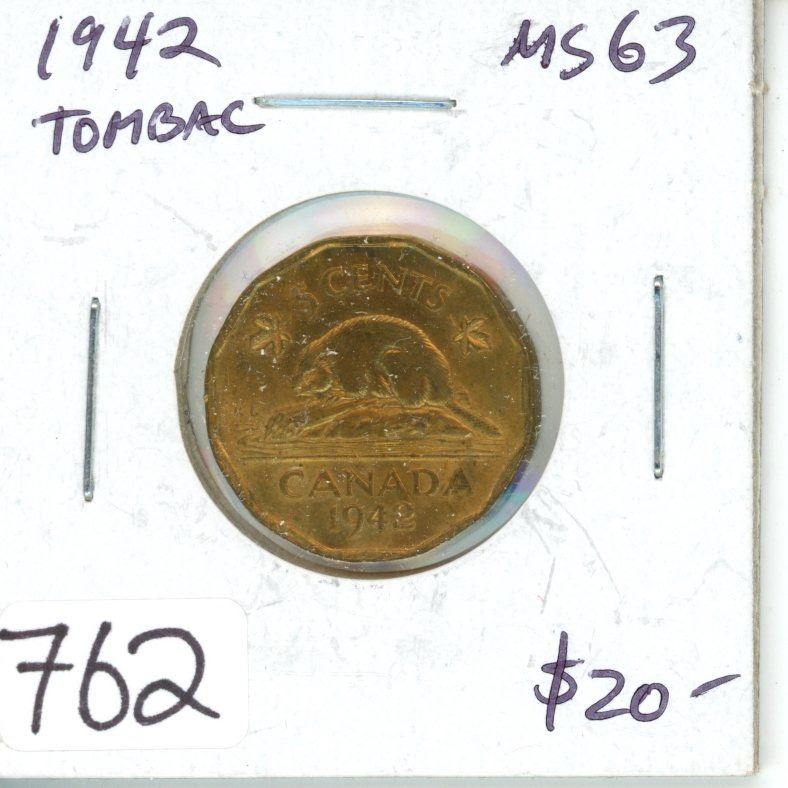 1942 MS63
TOMBAC
5 CENTS
CANADA
1942
762
$20-